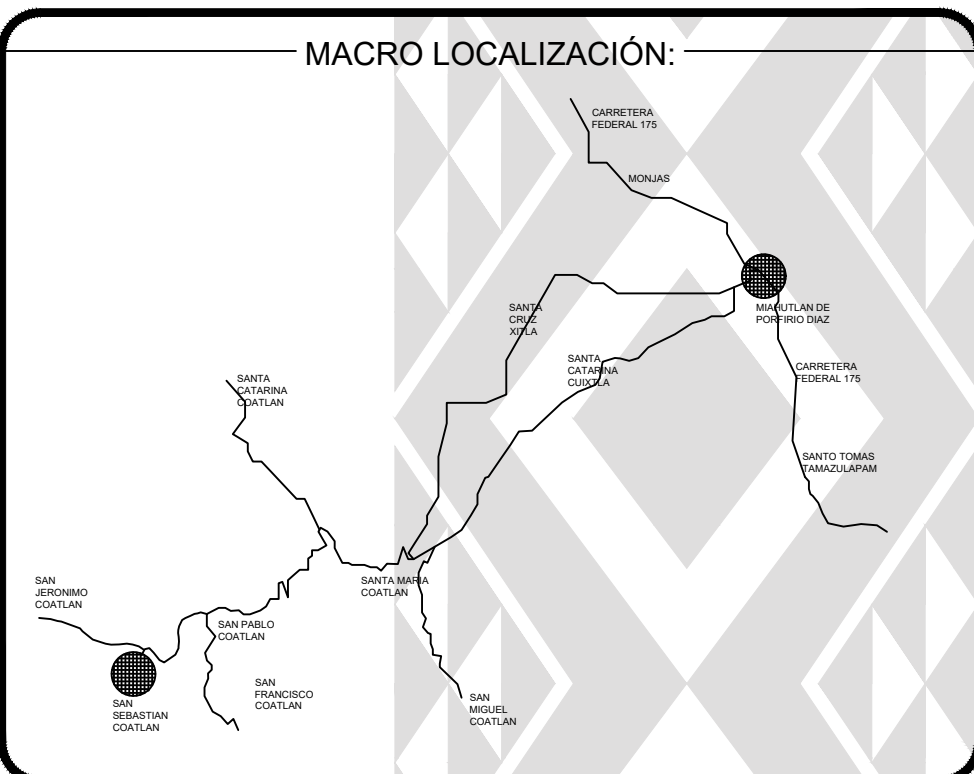 MACRO LOCALIZACIÓN:
CARRETERA
FEDERAL 175
MONJAS
SANTA
CRUZ
XITLA
MIAHUTLAN DE
PORFIRIO DIAZ
SANTA
CATARINA
CUIXTLA
CARRETERA
FEDERAL 175
SANTA
CATARINA
COATLAN
SANTO TOMAS
TAMAZULAPAM
SAN
JERONIMO
COATLAN
SANTA MARIA
COATLAN
SAN PABLO
COATLAN
SAN
FRANCISCO
COATLAN
SAN
MIGUEL
COATLAN
SAN
SEBASTIAN
COATLAN